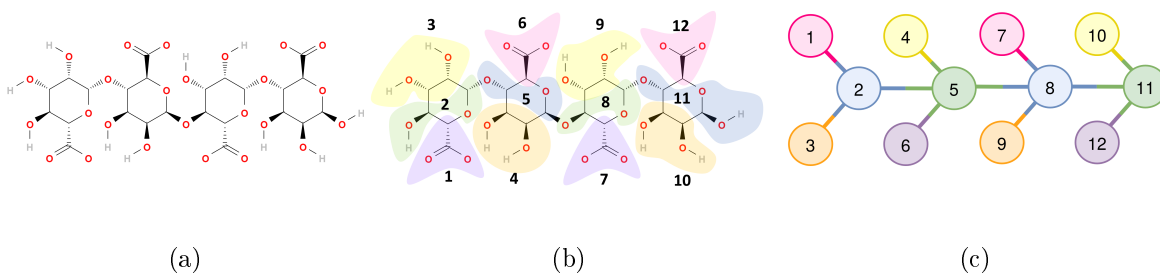 3 6 9 12
H O O H O O
O O
O O
H O O O
O O O H
O O O O
H H O H H
O O O O
1 4 7 10
2 5 8 11
1 4 7 10
2 5 8 11
3 6 9 12
(a) (b) (c)